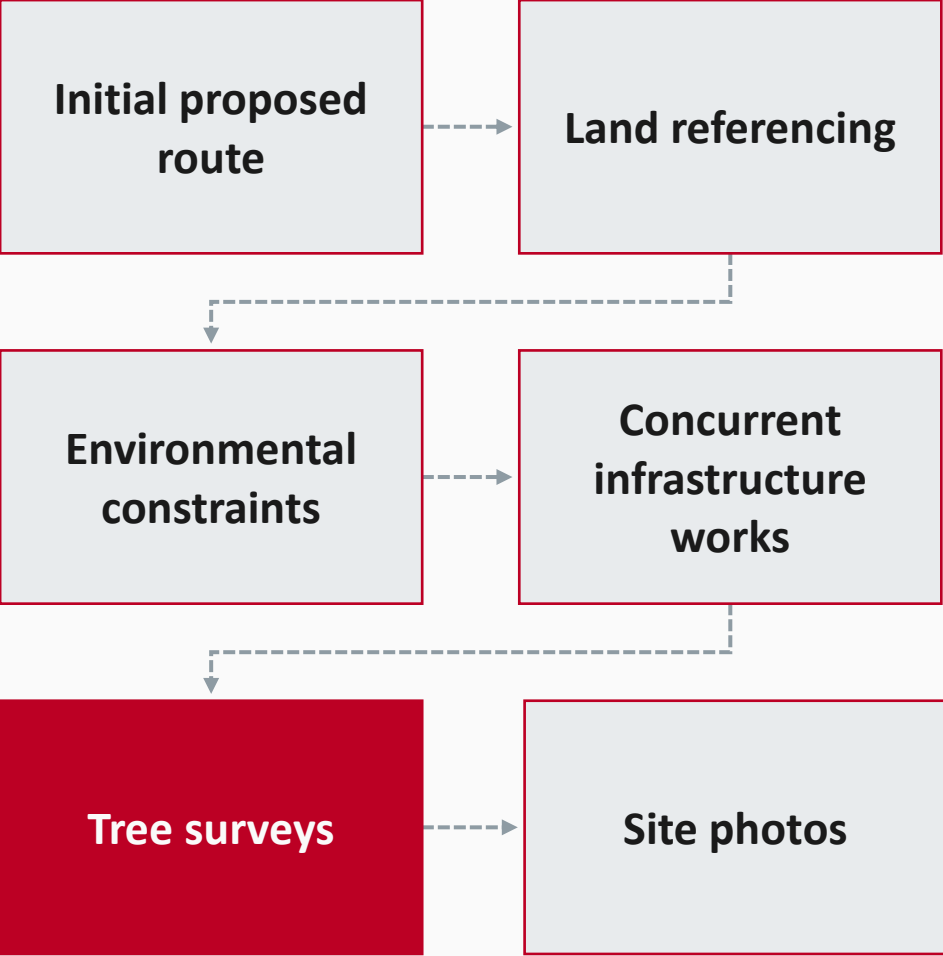 Initial proposed
route
Land referencing
Environmental
constraints
Concurrent
infrastructure
works
Tree surveys
Site photos